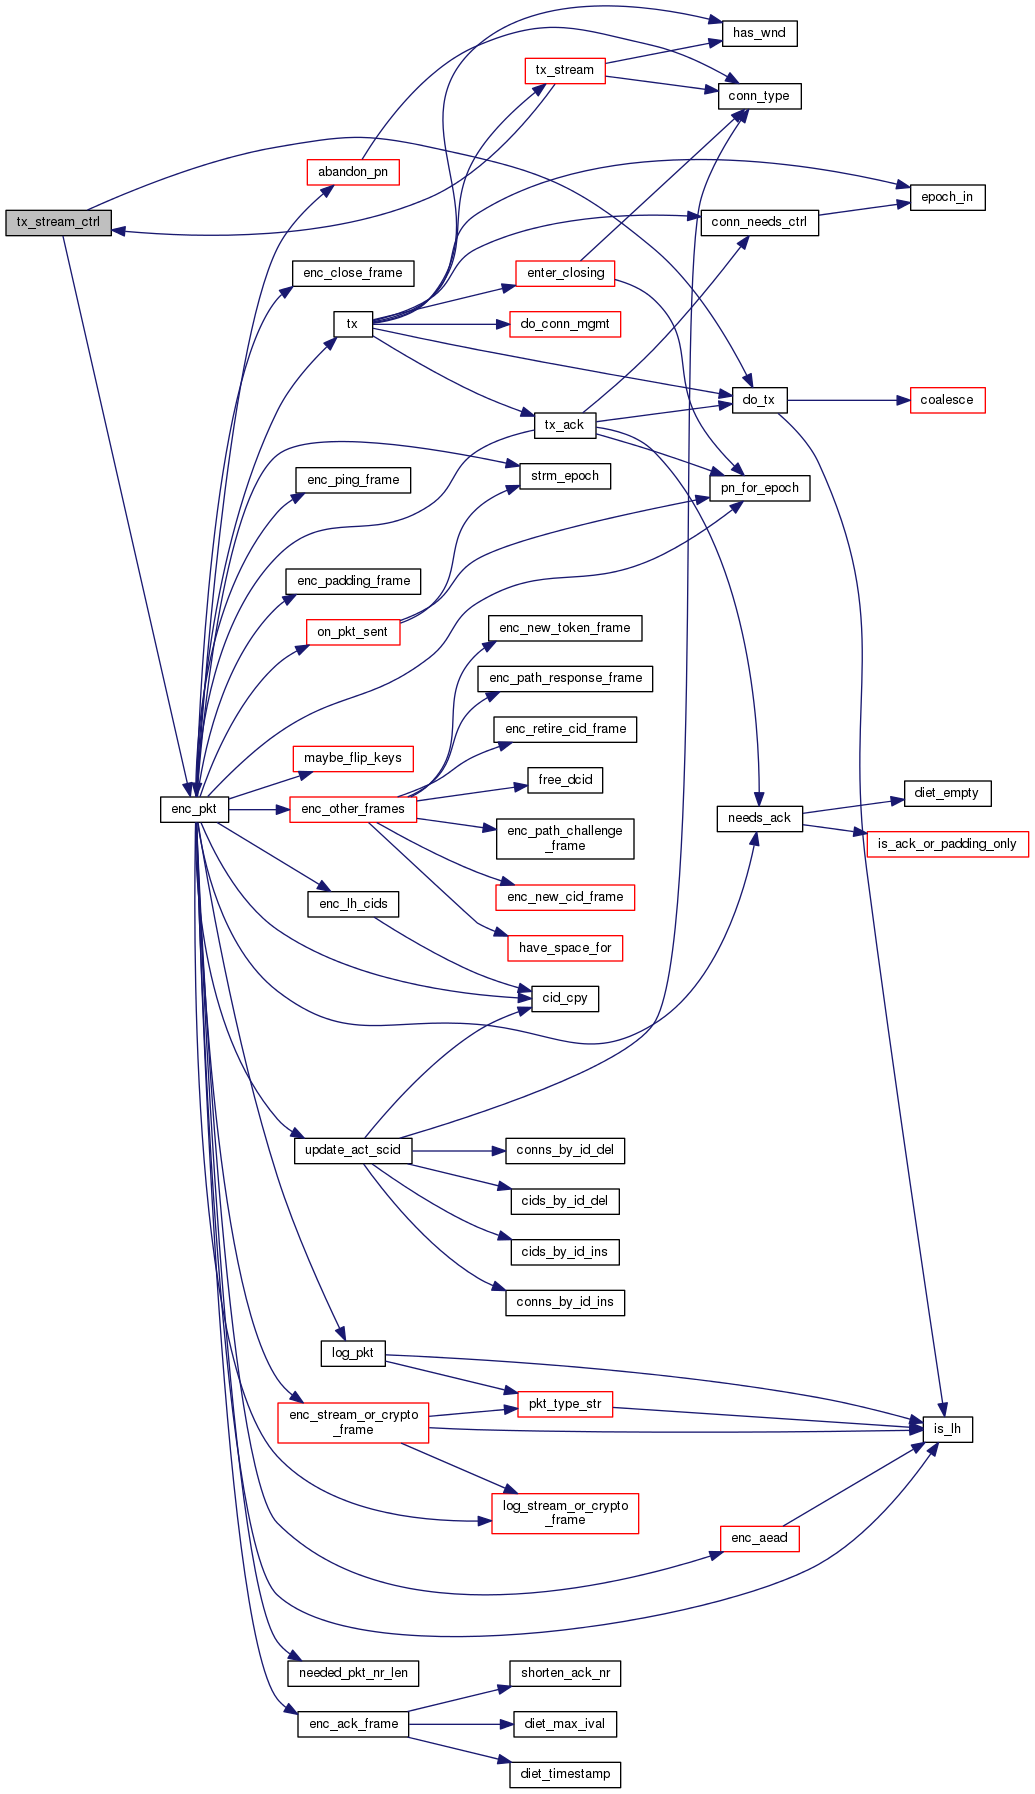 has_wnd
tx_stream
conn_type
abandon_pn
epoch_in
tx_stream_ctrl
conn_needs_ctrl
enc_close_frame
enter_closing
tx
do_conn_mgmt
do_tx
coalesce
tx_ack
strm_epoch
enc_ping_frame
pn_for_epoch
enc_padding_frame
on_pkt_sent
enc_new_token_frame
enc_path_response_frame
enc_retire_cid_frame
maybe_flip_keys
free_dcid
diet_empty
enc_pkt
enc_other_frames
needs_ack
enc_path_challenge
_frame
is_ack_or_padding_only
enc_lh_cids
enc_new_cid_frame
have_space_for
cid_cpy
update_act_scid
conns_by_id_del
cids_by_id_del
cids_by_id_ins
conns_by_id_ins
log_pkt
pkt_type_str
enc_stream_or_crypto
_frame
is_lh
log_stream_or_crypto
_frame
enc_aead
needed_pkt_nr_len
shorten_ack_nr
enc_ack_frame
diet_max_ival
diet_timestamp